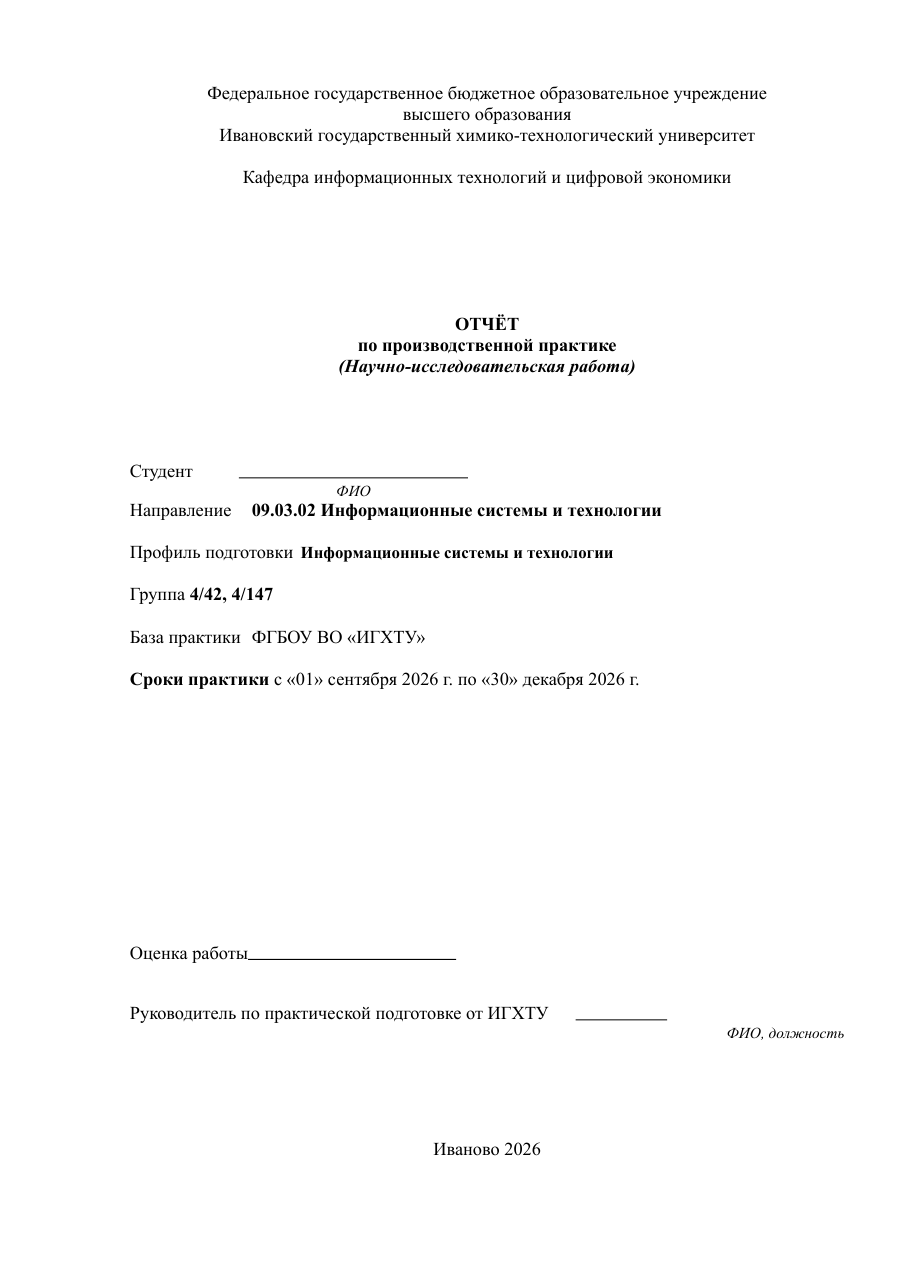 Федеральное государственное бюджетное образовательное учреждение
высшего образования
Ивановский государственный химико-технологический университет
Кафедра информационных технологий и цифровой экономики
ОТЧЁТ
по производственной практике
(Научно-исследовательская работа)
Студент
ФИО
Направление 09.03.02 Информационные системы и технологии
Профиль подготовки Информационные системы и технологии
Группа 4/42, 4/147
База практики ФГБОУ ВО «ИГХТУ»
Сроки практики с «01» сентября 2026 г. по «30» декабря 2026 г.
Оценка работы
Руководитель по практической подготовке от ИГХТУ
ФИО, должность
Иваново 2026